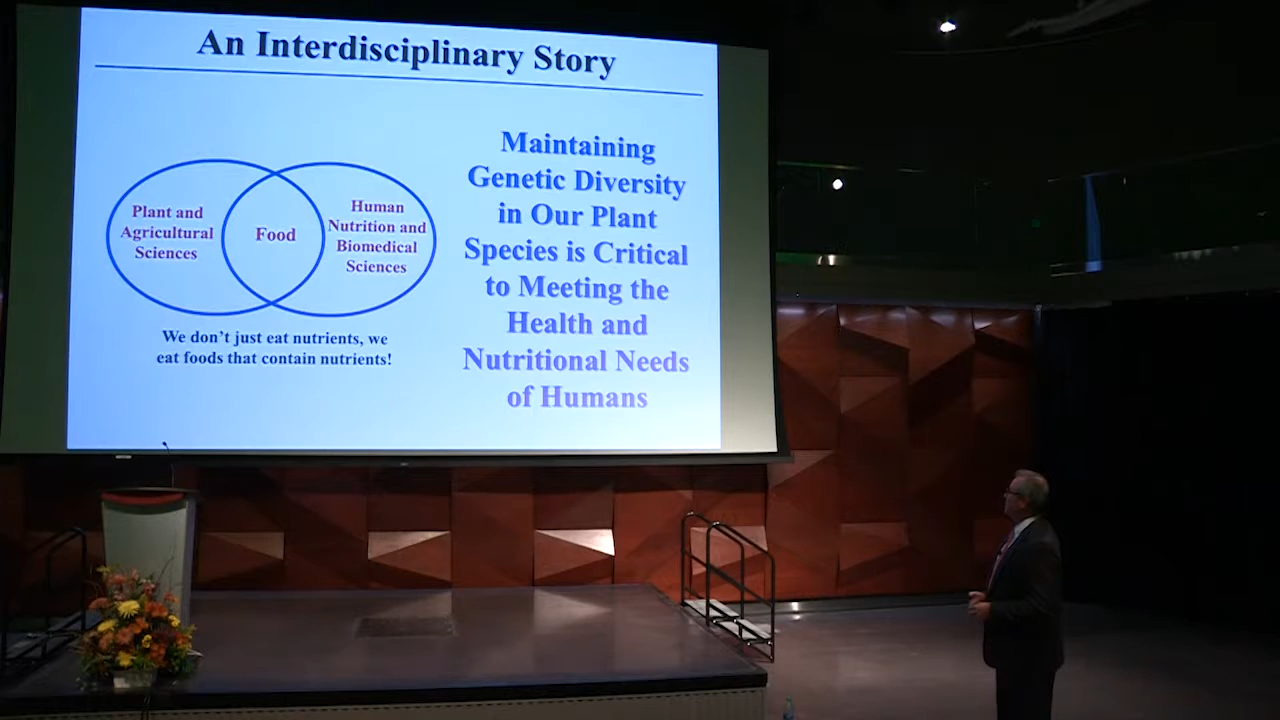 An Interdisciplinary Story
Plant and
Agricultural
Sciences
Food
Human
Nutrition and
Biomedical
Sciences
We don't just eat nutrients, we
eat foods that contain nutrients!
Maintaining
Genetic Diversity
in Our Plant
Species is Critical
to Meeting the
Health and
Nutritional Needs
of Humans